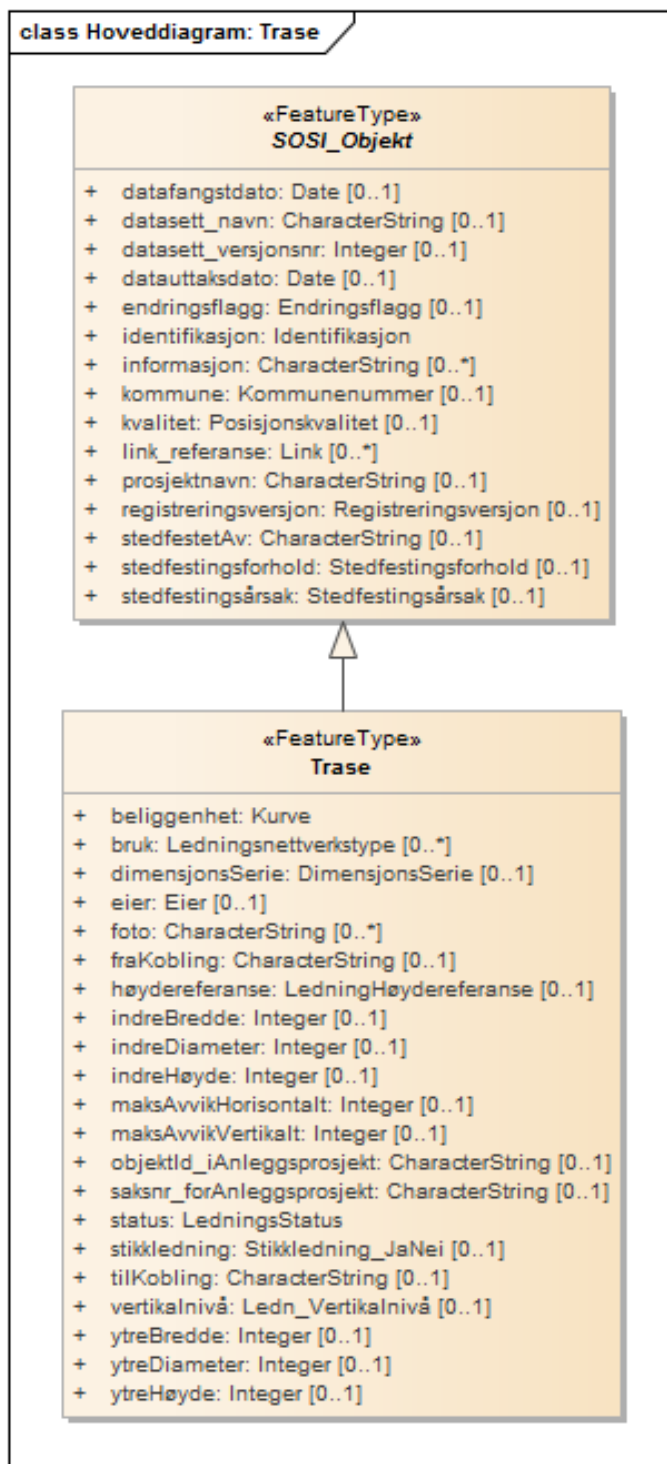 class Hoveddiagram: Trase
«FeatureType»
SOSI_Objekt
+ datafangstdato: Date [0..1]
+ datasett_navn: CharacterString [0..1]
+ datasett_versjonsnr: Integer [0..1]
+ datauttaksdato: Date [0..1]
+ endringsflagg: Endringsflagg [0..1]
+ identifikasjon: Identifikasjon
+ informasjon: CharacterString [0..*]
+ kommune: Kommunenummer [0..1]
+ kvalitet: Posisjonskvalitet [0..1]
+ link_referanse: Link [0..*]
+ prosjektnavn: CharacterString [0..1]
+ registreringsversjon: Registreringsversjon [0..1]
+ stedfestetAv: CharacterString [0..1]
+ stedfestingsforhold: Stedfestingsforhold [0..1]
+ stedfestingsårsak: Stedfestingsårsak [0..1]
«FeatureType»
Trase
+ beliggenhet: Kurve
+ bruk: Ledningsnettverkstype [0..*]
+ dimensjonsSerie: DimensjonsSerie [0..1]
+ eier: Eier [0..1]
+ foto: CharacterString [0..*]
+ fraKobling: CharacterString [0..1]
+ høydereferanse: LedningHøydereferanse [0..1]
+ indreBredde: Integer [0..1]
+ indreDiameter: Integer [0..1]
+ indreHøyde: Integer [0..1]
+ maksAvvikHorisontalt: Integer [0..1]
+ maksAvvikVertikalt: Integer [0..1]
+ objektId_iAnleggsprosjekt: CharacterString [0..1]
+ saksnr_forAnleggsprosjekt: CharacterString [0..1]
+ status: LedningsStatus
+ stikkledning: Stikkledning_JaNei [0..1]
+ tilKobling: CharacterString [0..1]
+ vertikalnivå: Ledn_Vertikalnivå [0..1]
+ ytreBredde: Integer [0..1]
+ ytreDiameter: Integer [0..1]
+ ytreHøyde: Integer [0..1]